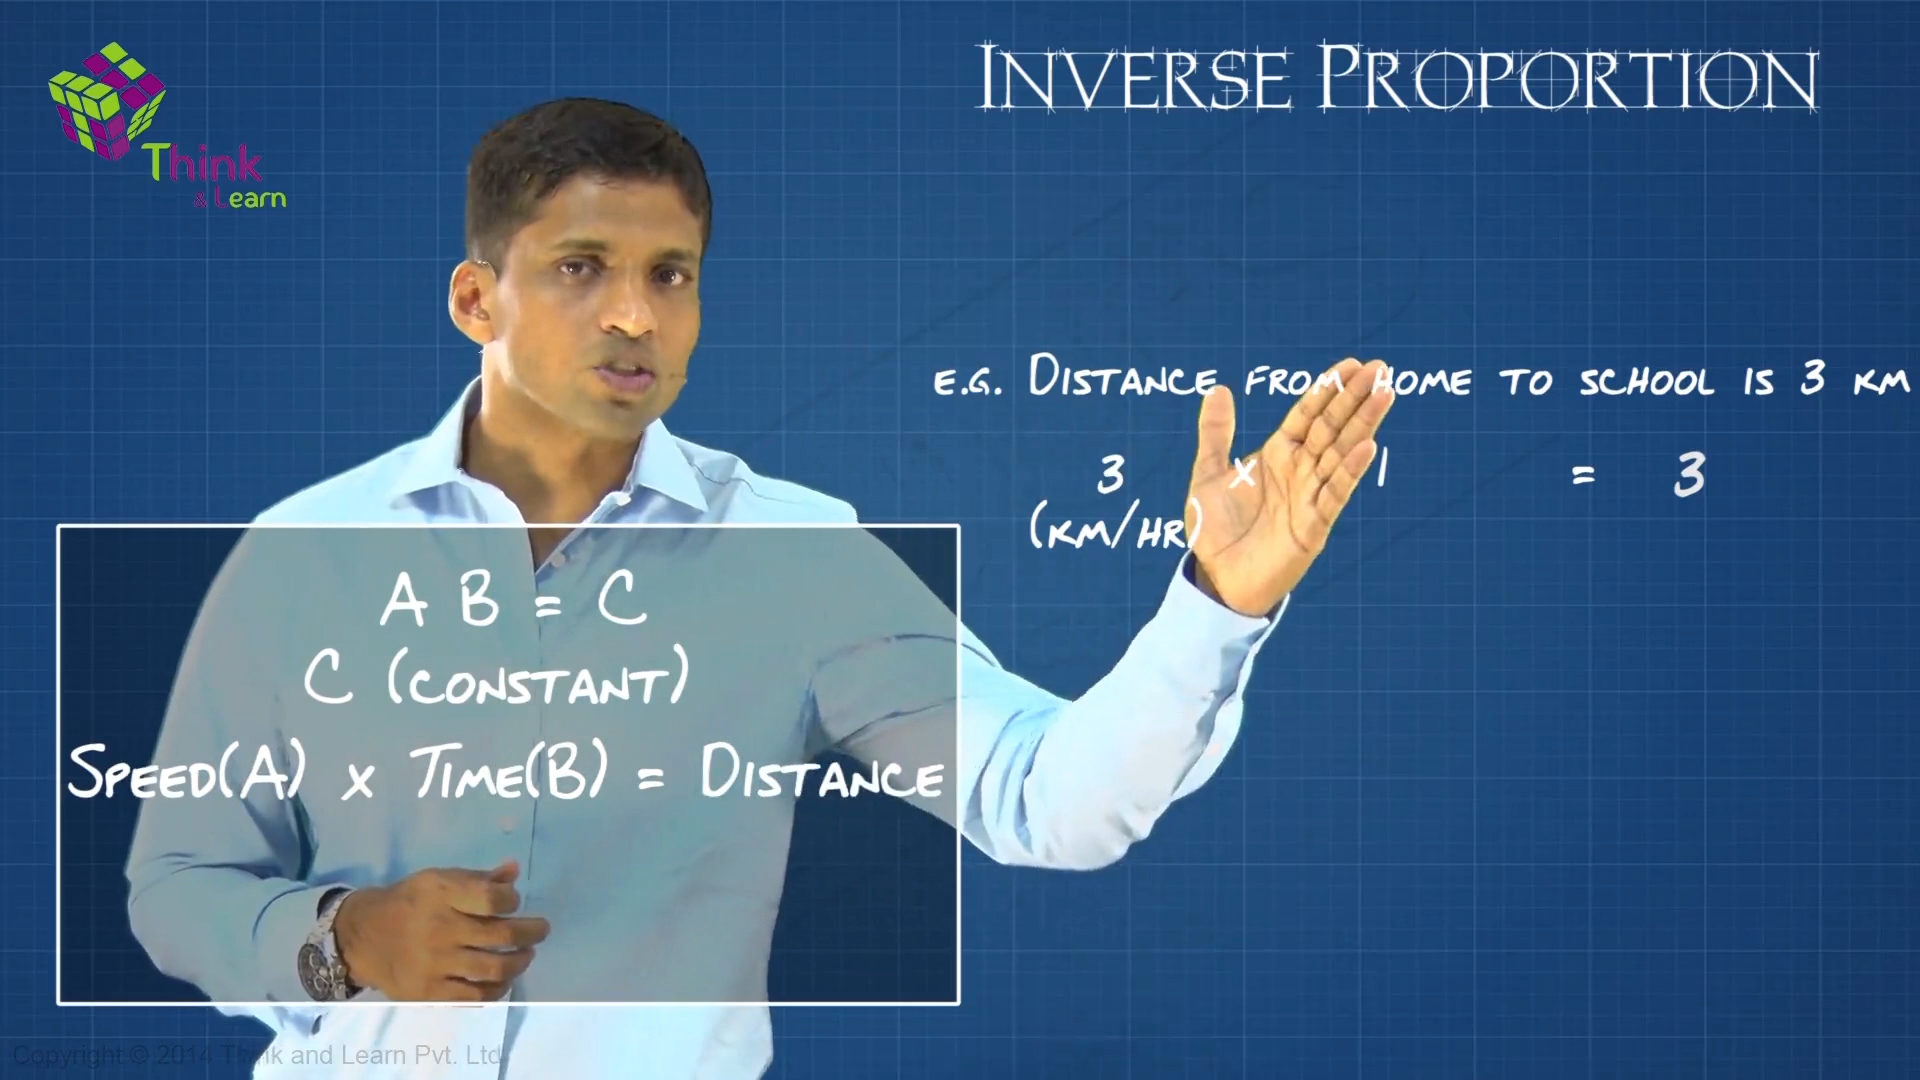 Think
& Learn
INVERSE PROPORTION
E.G. DISTANCE FROM HOME TO SCHOOL IS 3 KM
3 x 1 = 3
(KM/HR)
A B = C
C (CONSTANT)
SPEED(A) x TIME(B) = DISTANCE
Copyright © 2014 Think and Learn Pvt. Ltd